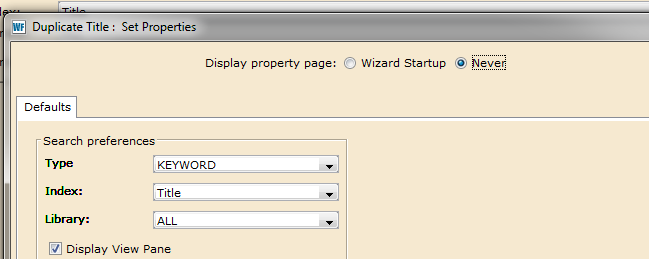 ndex: Title
WF Duplicate Title : Set Properties
Display property page: Wizard Startup Never
Defaults
Search preferences
Type KEYWORD
Index: Title
Library: ALL
Display View Pane